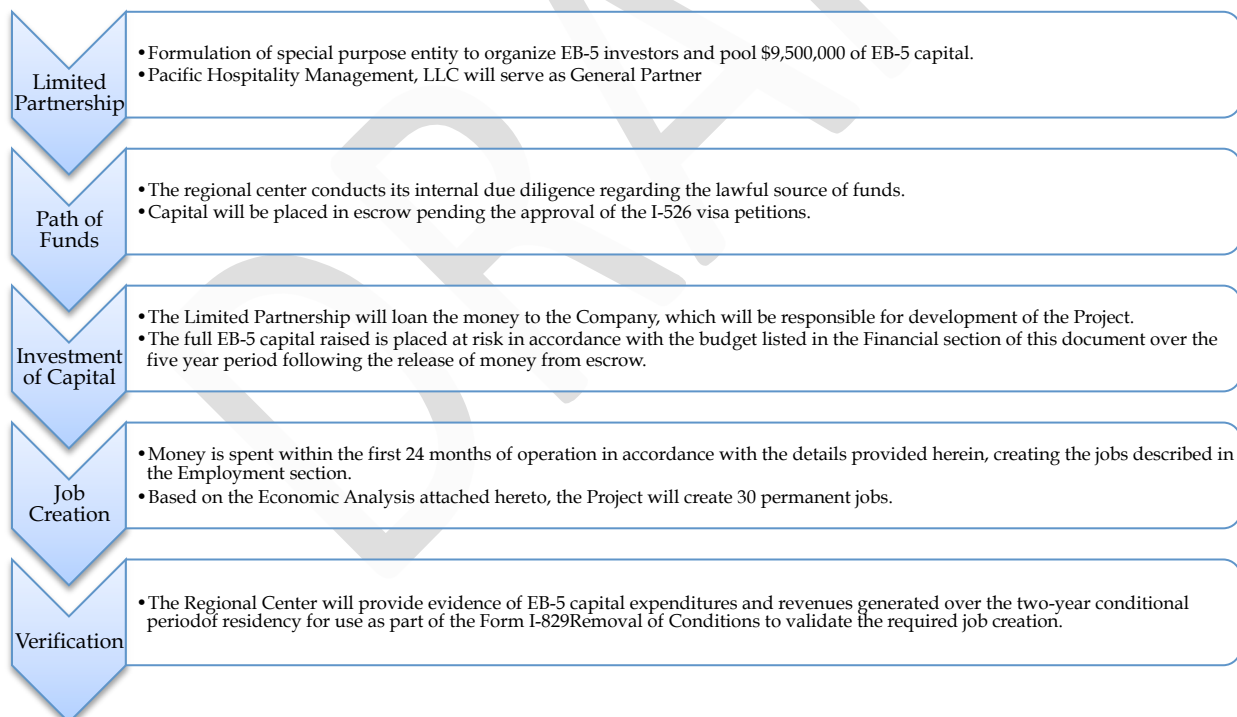 Limited
Partnership
•Formulation of special purpose entity to organize EB-5 investors and pool $9,500,000 of EB-5 capital.
•Pacific Hospitality Management, LLC will serve as General Partner
Path of
Funds
•The regional center conducts its internal due diligence regarding the lawful source of funds.
•Capital will be placed in escrow pending the approval of the I-526 visa petitions.
Investment
of Capital
•The Limited Partnership will loan the money to the Company, which will be responsible for development of the Project.
•The full EB-5 capital raised is placed at risk in accordance with the budget listed in the Financial section of this document over the
five year period following the release of money from escrow.
Job
Creation
•Money is spent within the first 24 months of operation in accordance with the details provided herein, creating the jobs described in
the Employment section.
•Based on the Economic Analysis attached hereto, the Project will create 30 permanent jobs.
Verification
•The Regional Center will provide evidence of EB-5 capital expenditures and revenues generated over the two-year conditional
periodof residency for use as part of the Form I-829Removal of Conditions to validate the required job creation.
DRA